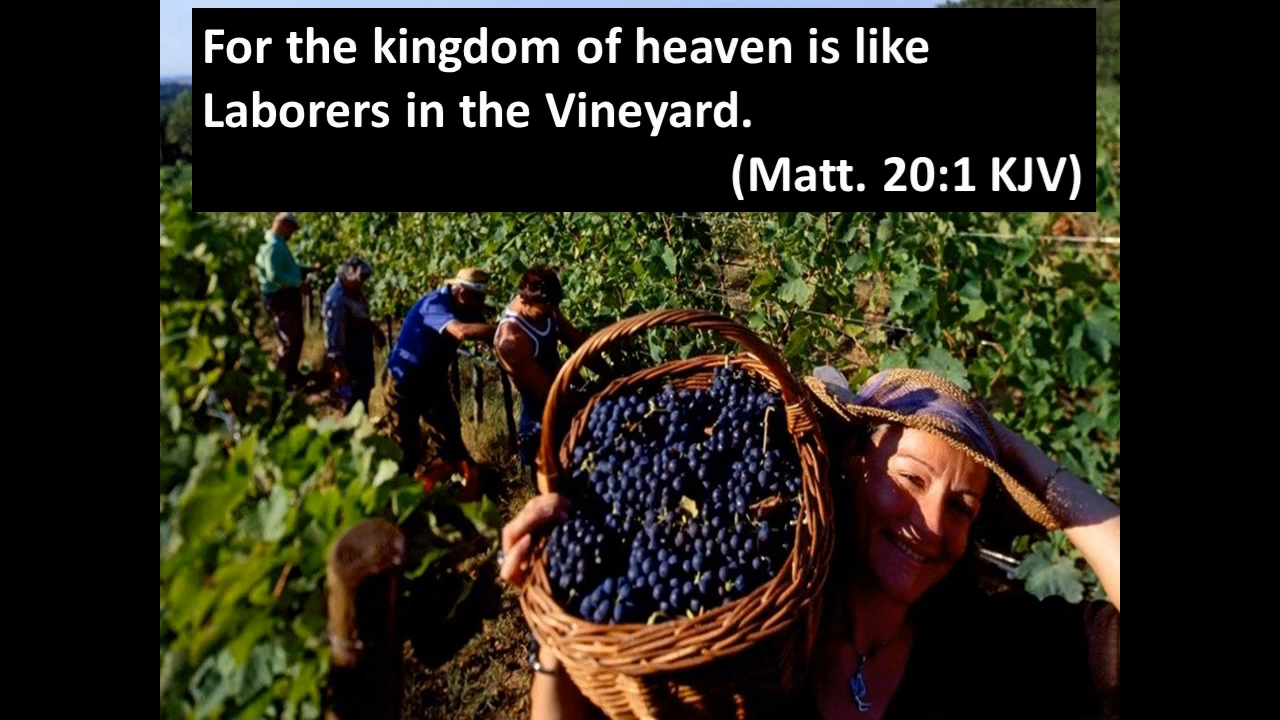 For the kingdom of heaven is like
Laborers in the Vineyard.
(Matt. 20:1 KJV)